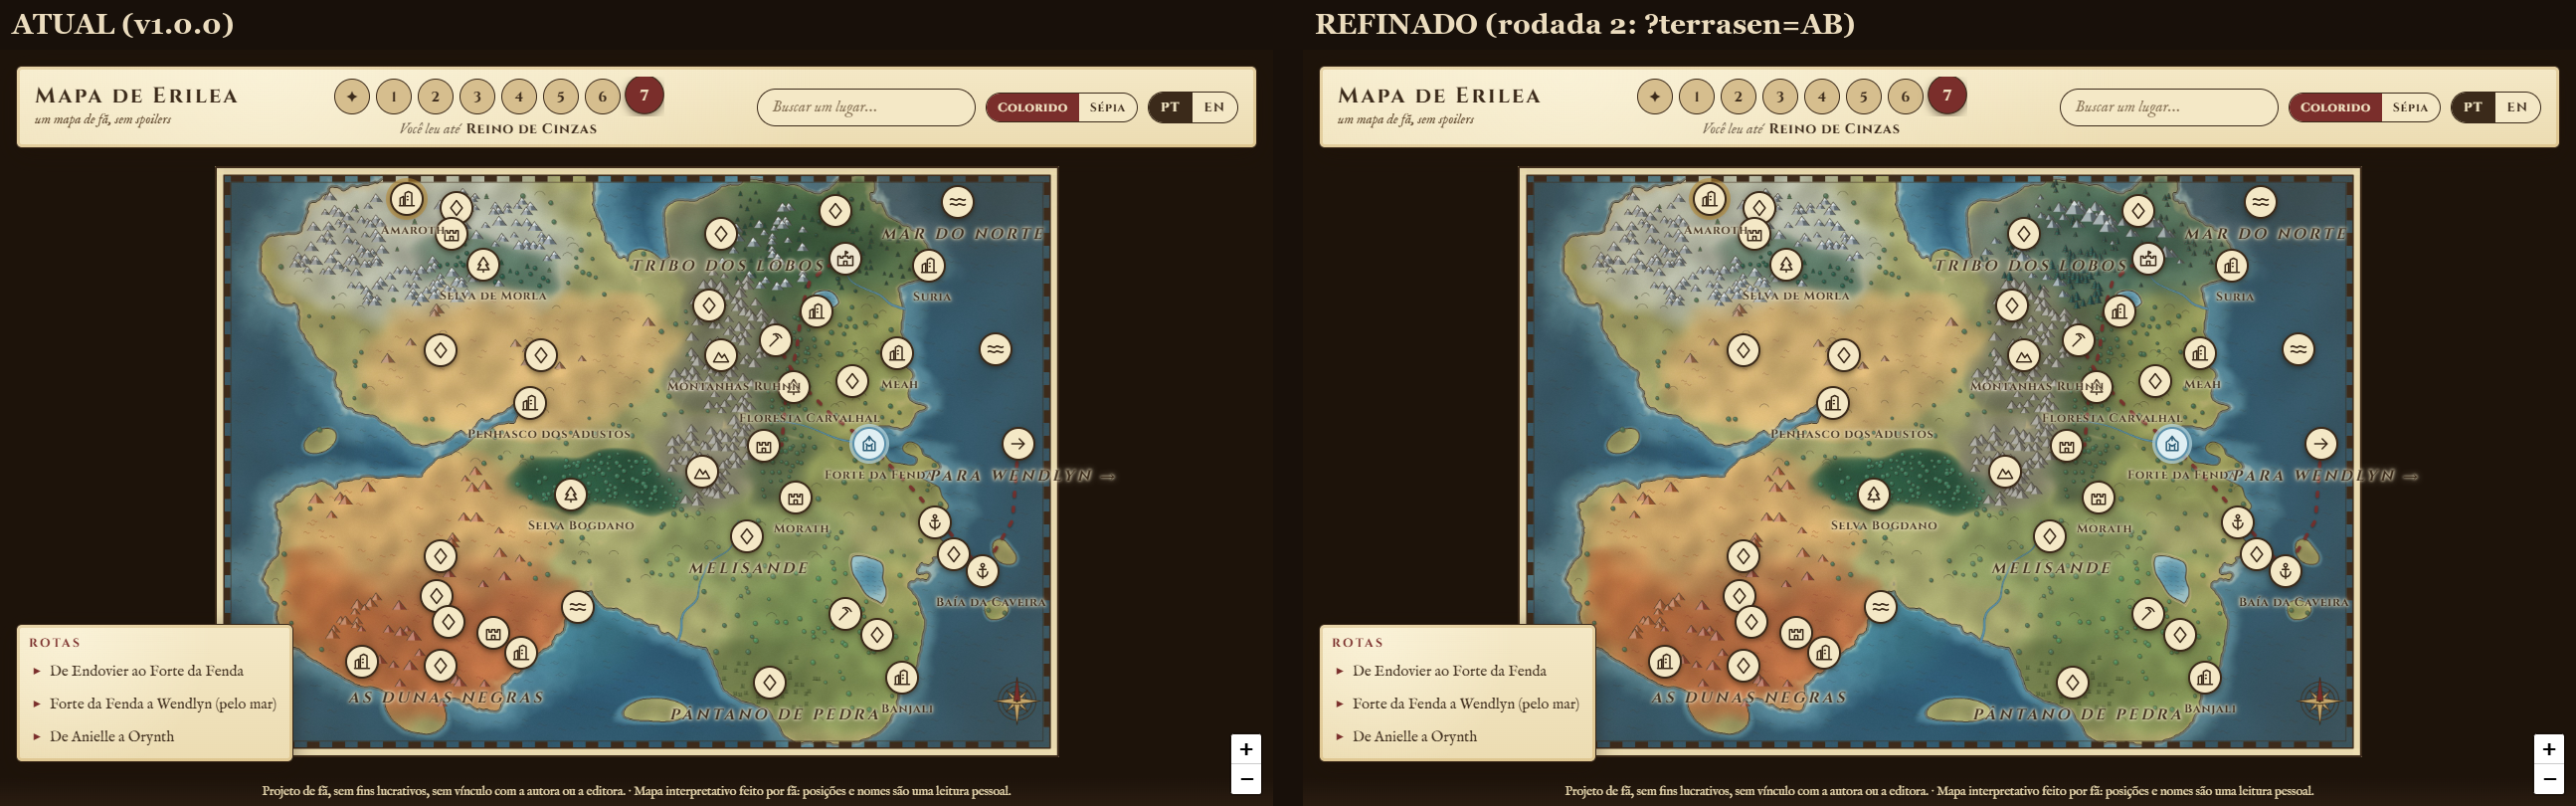 ATUAL (v1.0.0)
MAPA DE ERILEA
um mapa de fã, sem spoilers
✦ 1 2 3 4 5 6 7
Você leu até REINO DE CINZAS
Buscar um lugar...
COLORIDO SÉPIA
PT EN
AMAROTH
MAR DO NORTE
TRIBO DOS LOBOS
SELVA DE MORLA
SURIA
MONTANHAS RUHNN
MEAH
FLORESTA CARVALHAL
PENHASCO DOS ADUSTOS
FORTE DA FENDA
PARA WENDLYN →
SELVA BOGDANO
MORATH
MELISANDE
BAÍA DA CAVEIRA
AS DUNAS NEGRAS
PÂNTANO DE PEDRA
BANJALI
ROTAS
▸ De Endovier ao Forte da Fenda
▸ Forte da Fenda a Wendlyn (pelo mar)
▸ De Anielle a Orynth
+
−
Projeto de fã, sem fins lucrativos, sem vínculo com a autora ou a editora. · Mapa interpretativo feito por fã: posições e nomes são uma leitura pessoal.
REFINADO (rodada 2: ?terrasen=AB)
MAPA DE ERILEA
um mapa de fã, sem spoilers
✦ 1 2 3 4 5 6 7
Você leu até REINO DE CINZAS
Buscar um lugar...
COLORIDO SÉPIA
PT EN
AMAROTH
MAR DO NORTE
TRIBO DOS LOBOS
SELVA DE MORLA
SURIA
MONTANHAS RUHNN
MEAH
FLORESTA CARVALHAL
PENHASCO DOS ADUSTOS
FORTE DA FENDA
PARA WENDLYN →
SELVA BOGDANO
MORATH
MELISANDE
BAÍA DA CAVEIRA
AS DUNAS NEGRAS
PÂNTANO DE PEDRA
BANJALI
ROTAS
▸ De Endovier ao Forte da Fenda
▸ Forte da Fenda a Wendlyn (pelo mar)
▸ De Anielle a Orynth
+
−
Projeto de fã, sem fins lucrativos, sem vínculo com a autora ou a editora. · Mapa interpretativo feito por fã: posições e nomes são uma leitura pessoal.